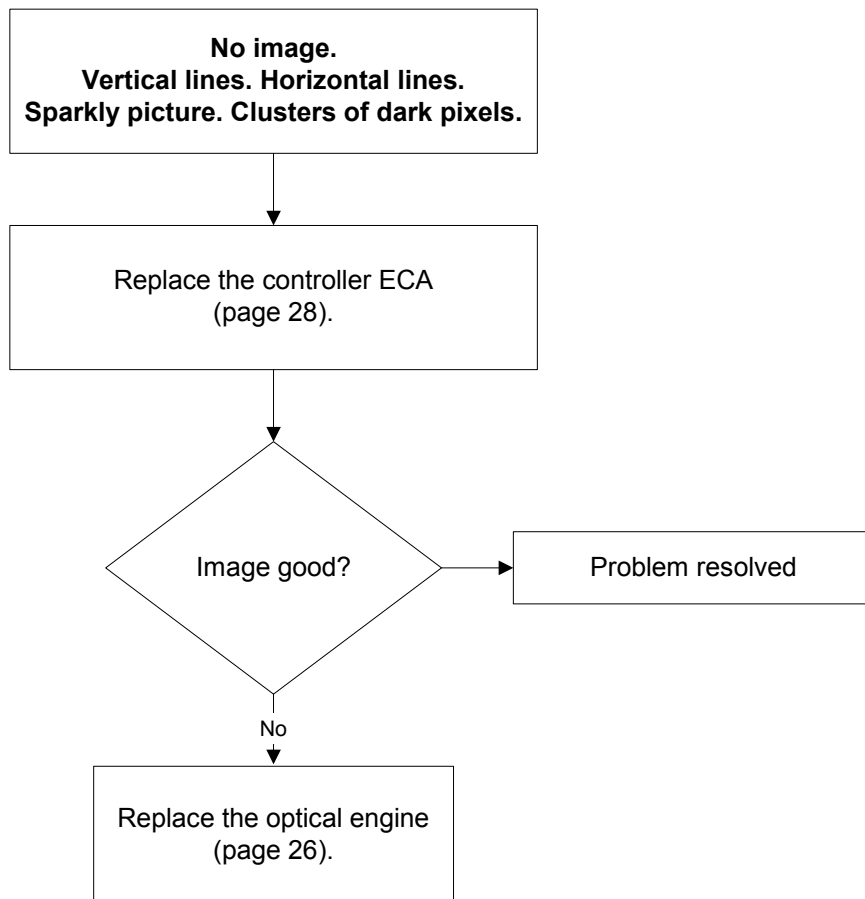 No image.
Vertical lines. Horizontal lines.
Sparkly picture. Clusters of dark pixels.
Replace the controller ECA
(page 28).
Image good?
Problem resolved
No
Replace the optical engine
(page 26).